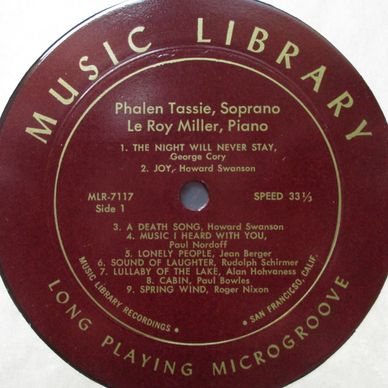 MUSIC LIBRARY
Phalen Tassie, Soprano
Le Roy Miller, Piano
1. THE NIGHT WILL NEVER STAY,
George Cory
2. JOY, Howard Swanson
MLR-7117 SPEED 33 ⅓
Side 1
3. A DEATH SONG, Howard Swanson
4. MUSIC I HEARD WITH YOU,
Paul Nordoff
5. LONELY PEOPLE, Jean Berger
6. SOUND OF LAUGHTER, Rudolph Schirmer
7. LULLABY OF THE LAKE, Alan Hohvaness
8. CABIN, Paul Bowles
9. SPRING WIND, Roger Nixon
MUSIC LIBRARY RECORDINGS • • SAN FRANCISCO, CALIF.
LONG PLAYING MICROGROOVE